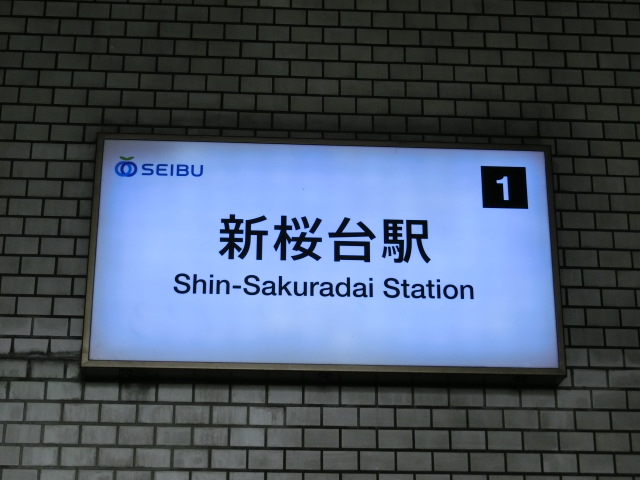 SEIBU
1
新桜台駅
Shin-Sakuradai Station